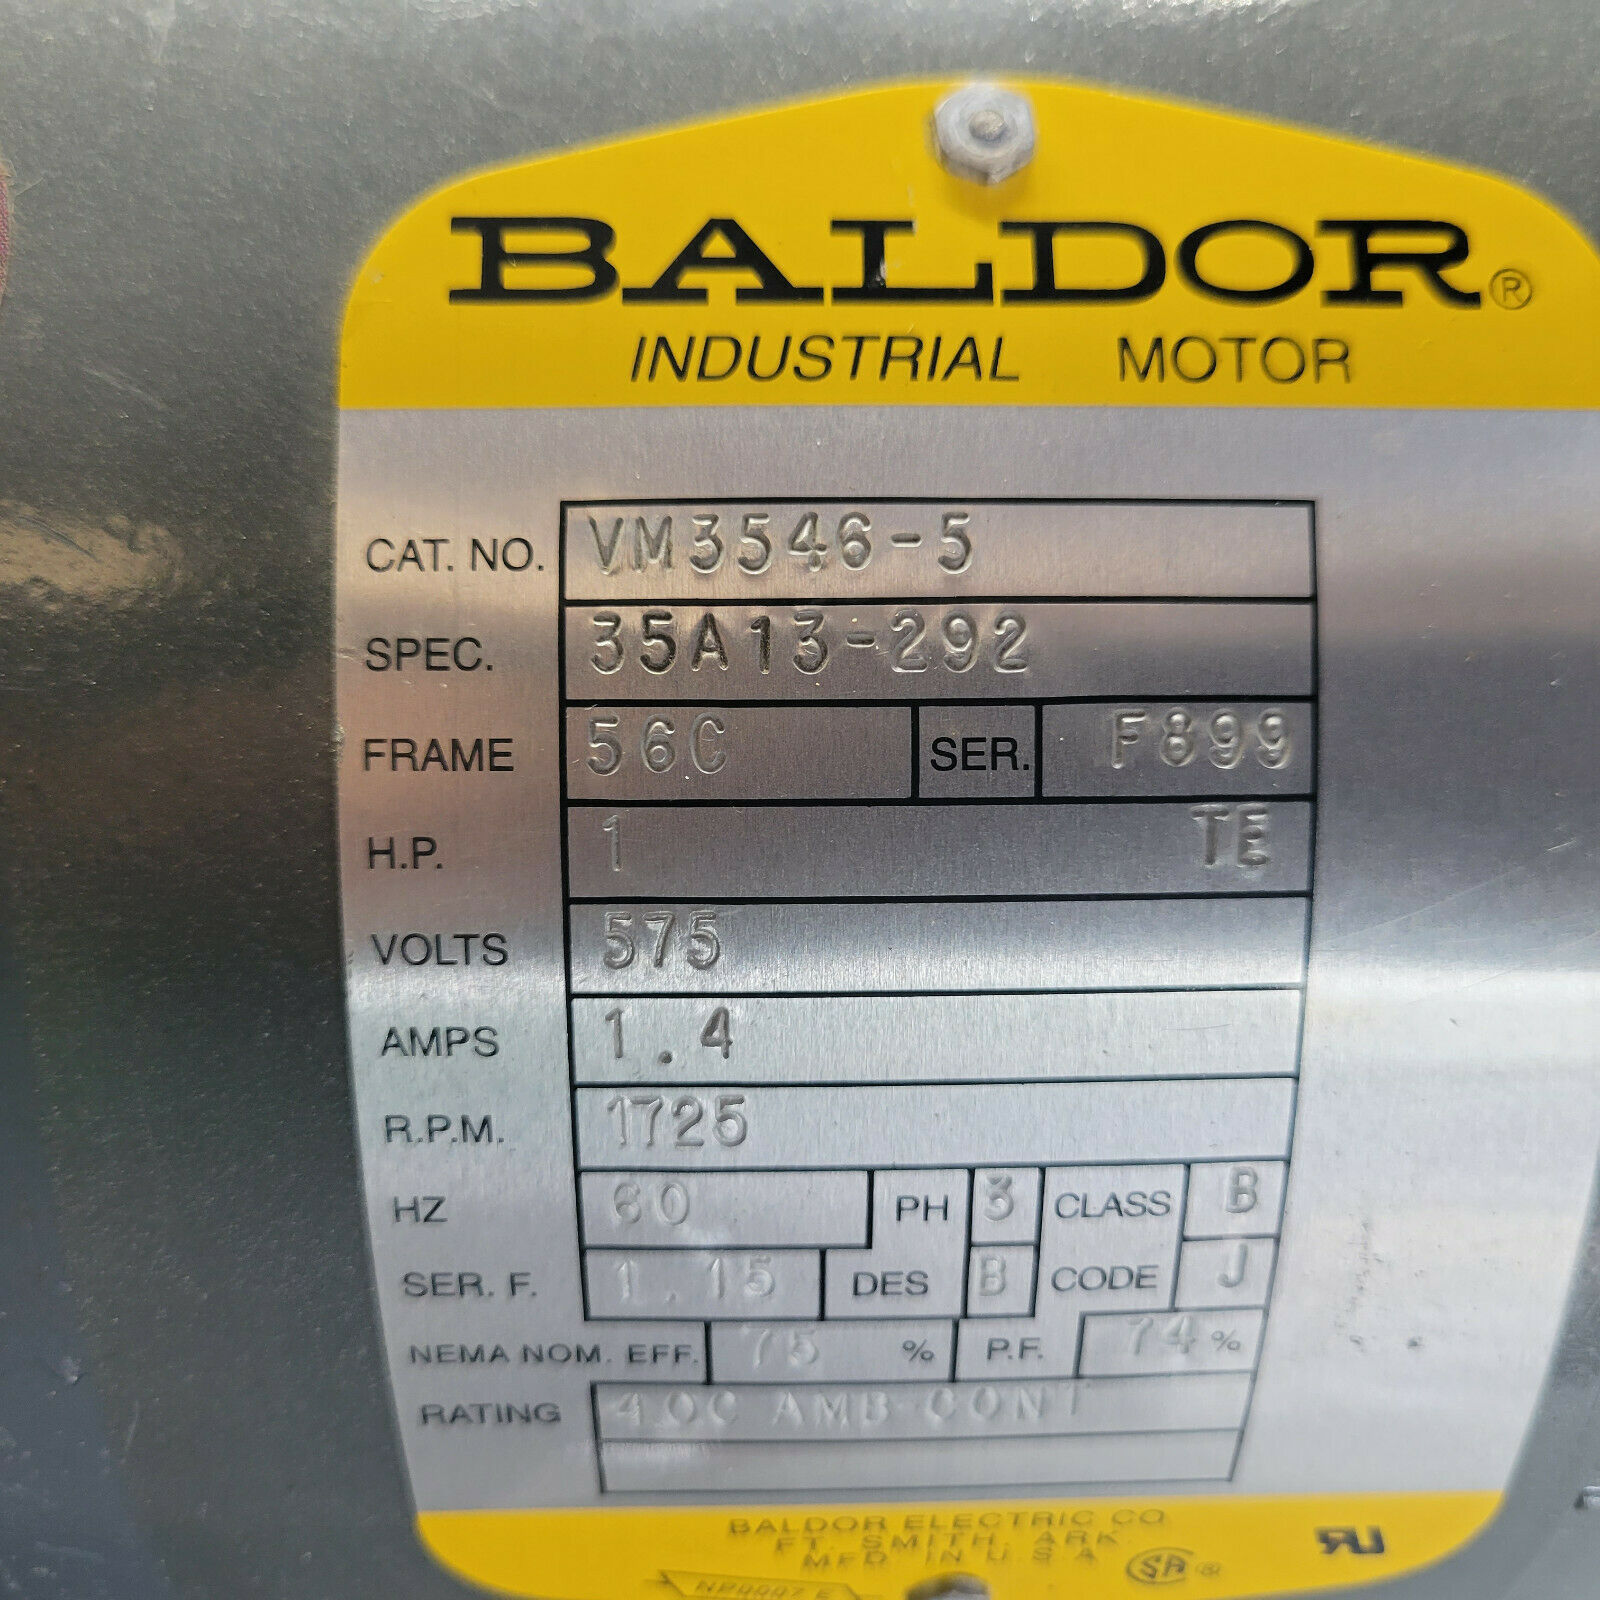 BALDOR®
INDUSTRIAL MOTOR
CAT. NO. VM3546-5
SPEC. 35A13-292
FRAME 56C SER. F899
H.P. 1 TE
VOLTS 575
AMPS 1.4
R.P.M. 1725
HZ 60 PH 3 CLASS B
SER. F. 1.15 DES B CODE J
NEMA NOM. EFF. 75 % P.F. 74 %
RATING 40C AMB-CONT
BALDOR ELECTRIC CO.
FT. SMITH, ARK.
MFD. IN U.S.A.